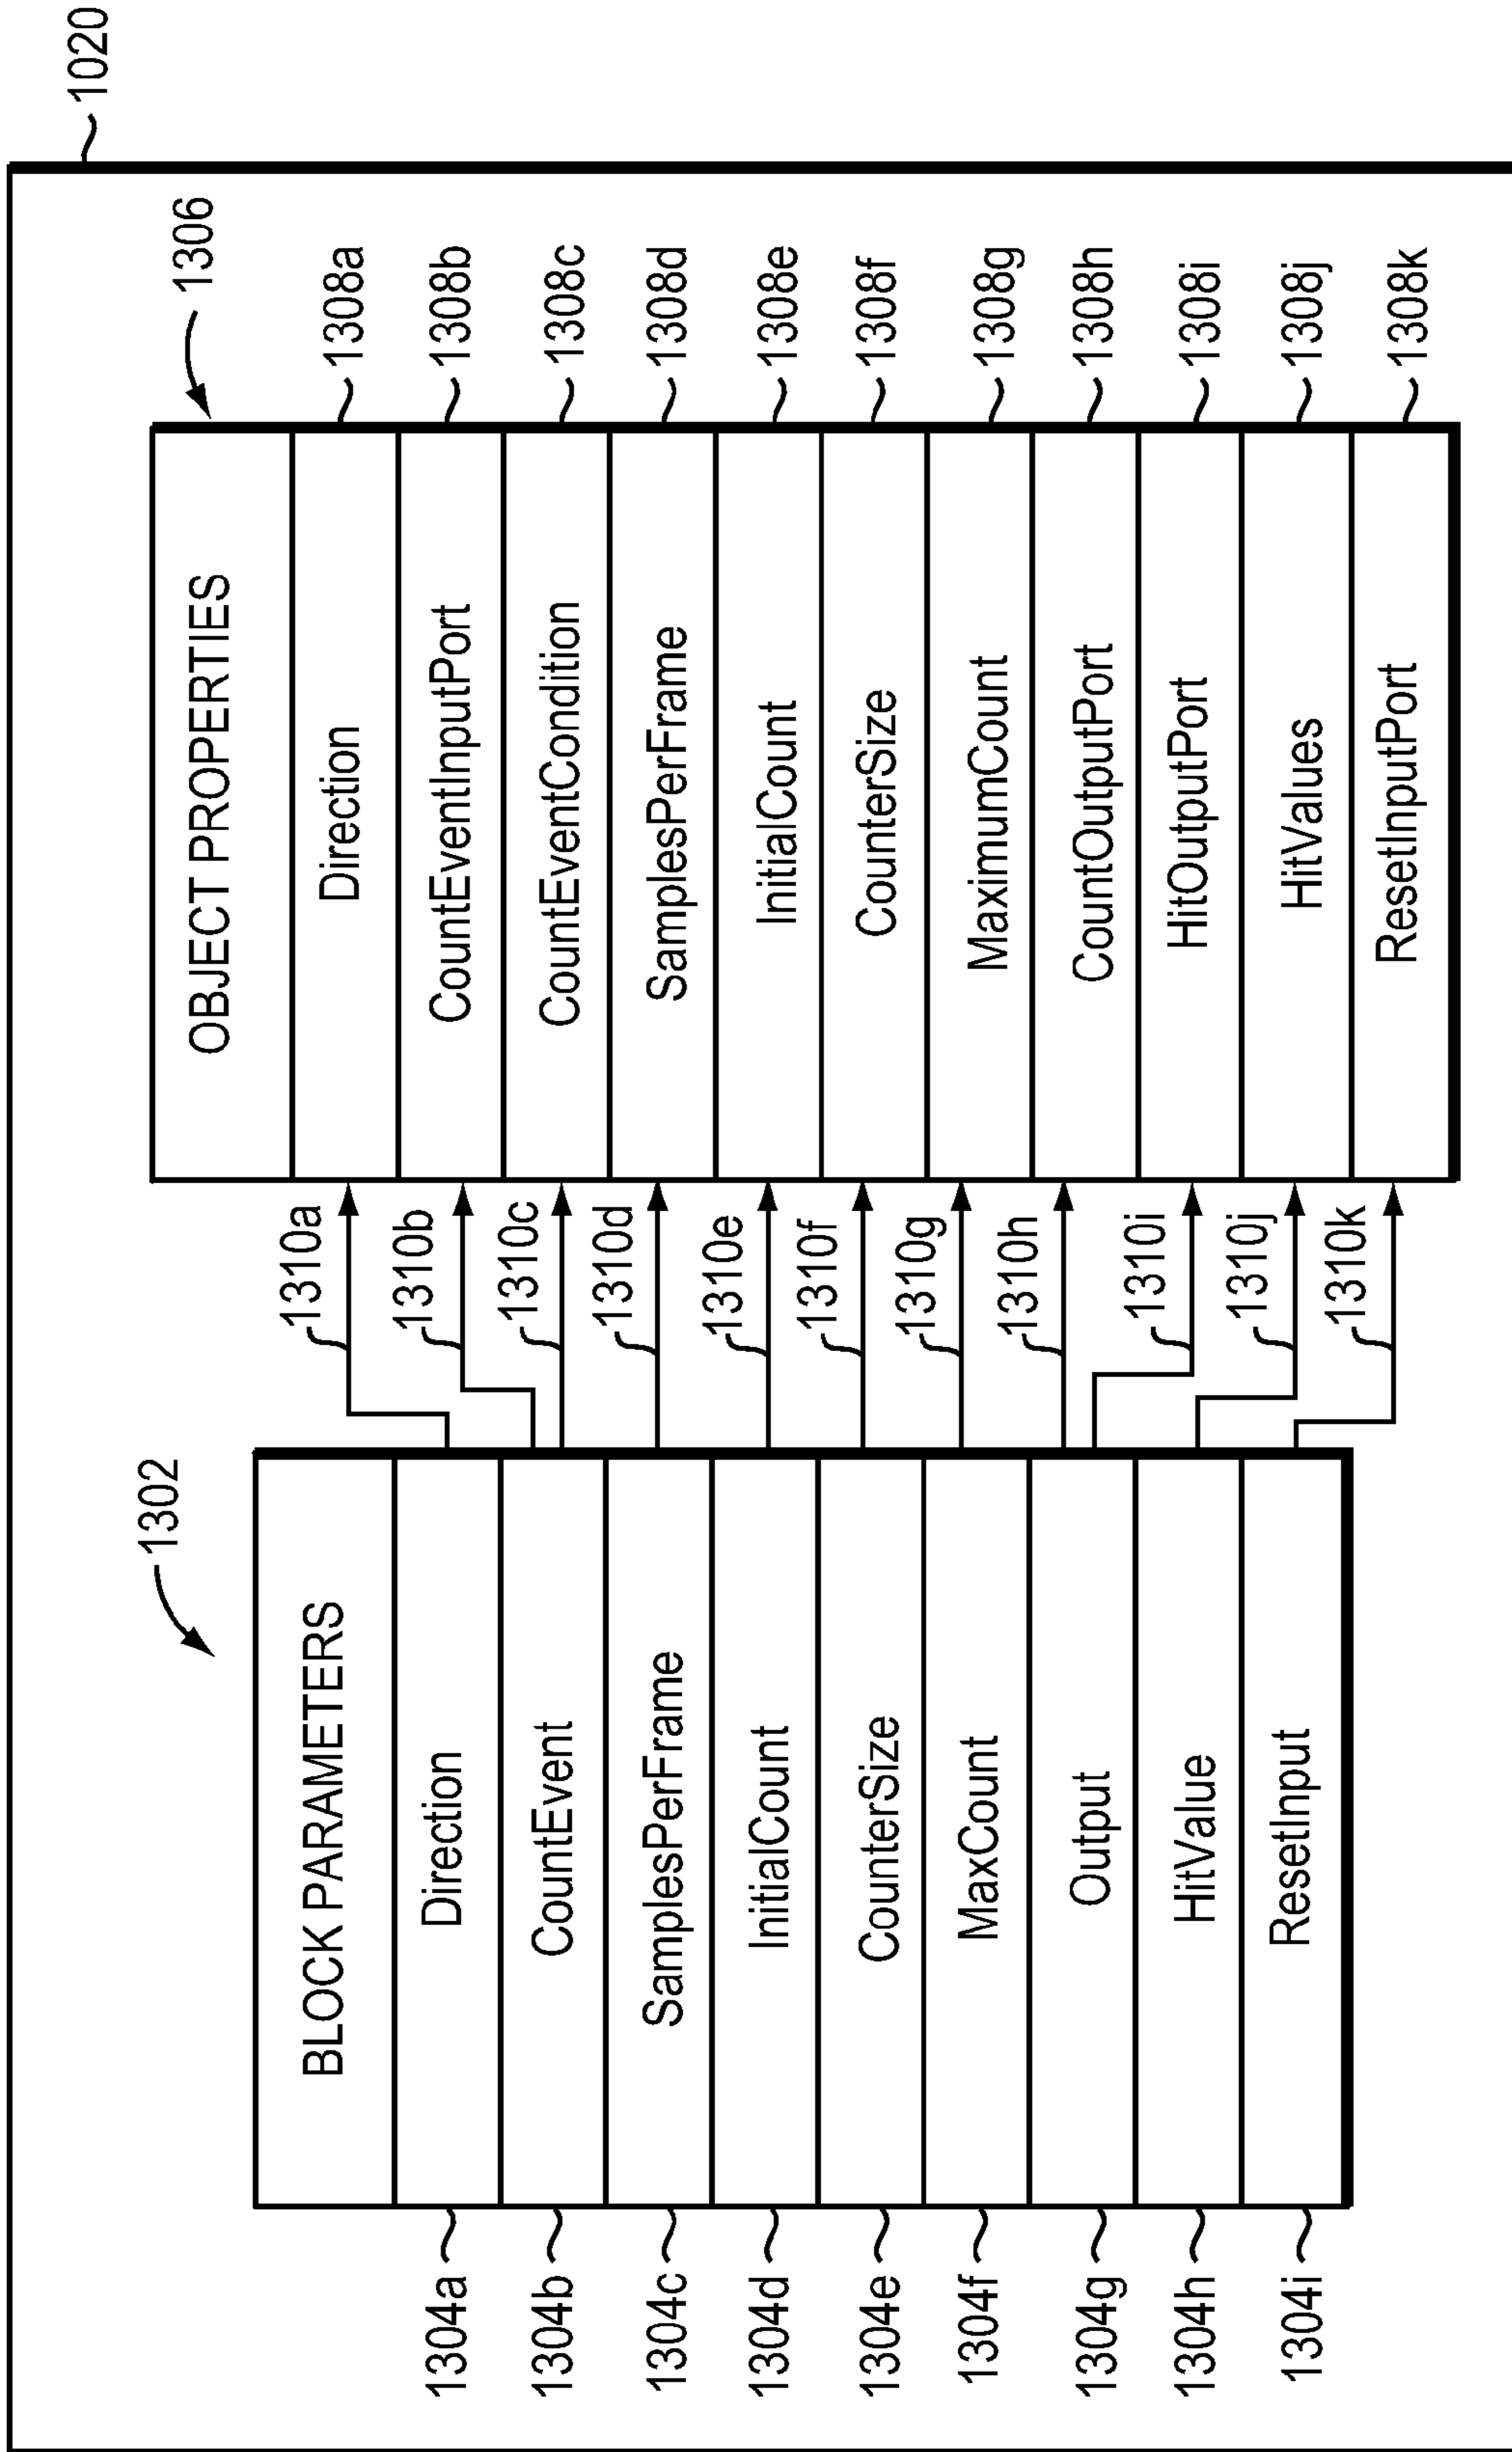 1020
1302
1306
BLOCK PARAMETERS
1304a
Direction
1304b
CountEvent
1304c
SamplesPerFrame
1304d
InitialCount
1304e
CounterSize
1304f
MaxCount
1304g
Output
1304h
HitValue
1304i
ResetInput
1310a
1310b
1310c
1310d
1310e
1310f
1310g
1310h
1310i
1310j
1310k
OBJECT PROPERTIES
Direction
1308a
CountEventInputPort
1308b
CountEventCondition
1308c
SamplesPerFrame
1308d
InitialCount
1308e
CounterSize
1308f
MaximumCount
1308g
CountOutputPort
1308h
HitOutputPort
1308i
HitValues
1308j
ResetInputPort
1308k